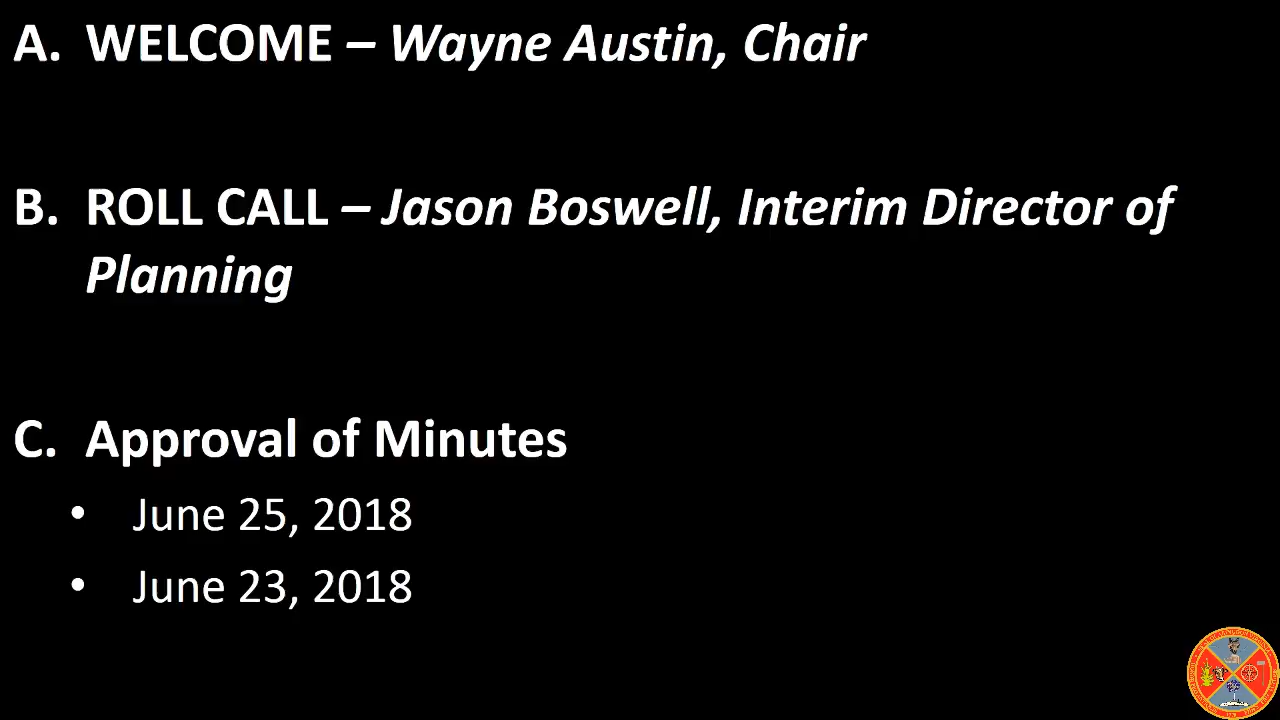 A. WELCOME – Wayne Austin, Chair
B. ROLL CALL – Jason Boswell, Interim Director of
Planning
C. Approval of Minutes
• June 25, 2018
• June 23, 2018